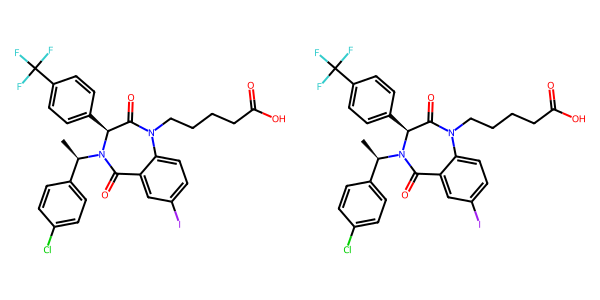 F F F F
F F
O O O O
N OH N OH
N N
O O
I I
Cl Cl